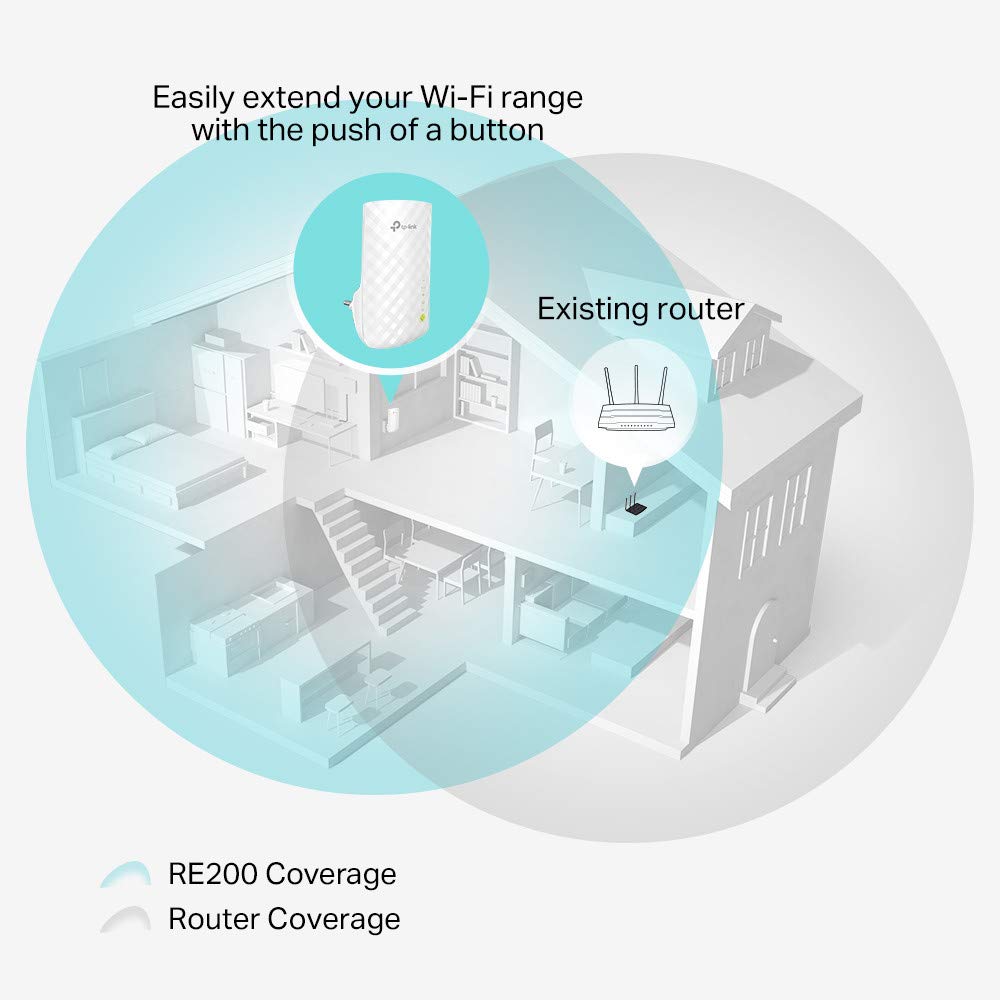 Easily extend your Wi-Fi range
with the push of a button
tp-link
Existing router
RE200 Coverage
Router Coverage